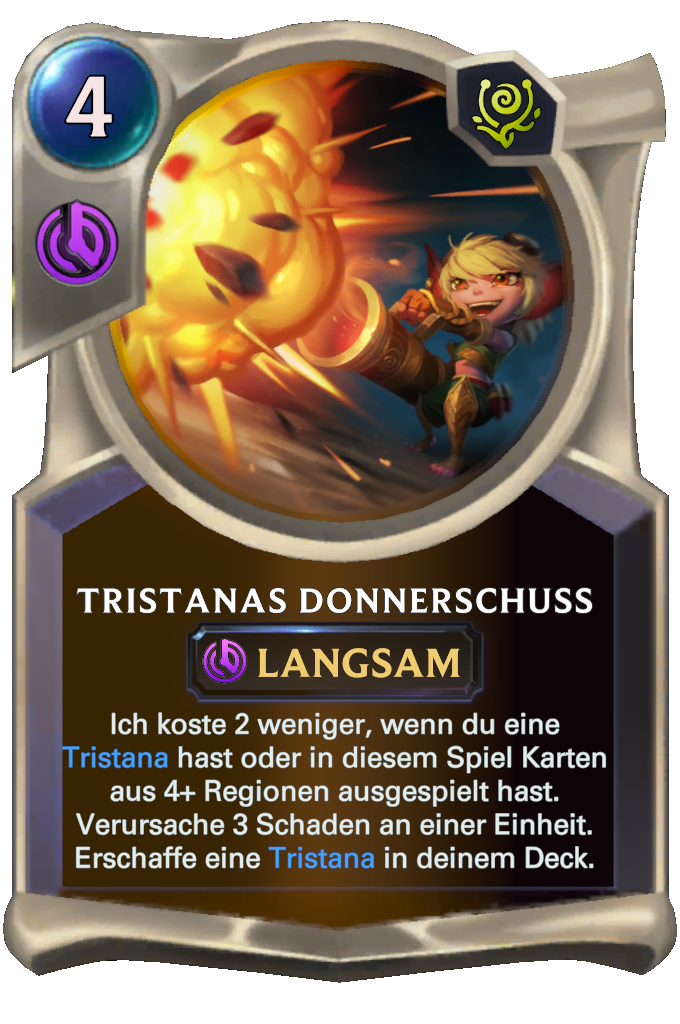 4
TRISTANAS DONNERSCHUSS
LANGSAM
Ich koste 2 weniger, wenn du eine
Tristana hast oder in diesem Spiel Karten
aus 4+ Regionen ausgespielt hast.
Verursache 3 Schaden an einer Einheit.
Erschaffe eine Tristana in deinem Deck.